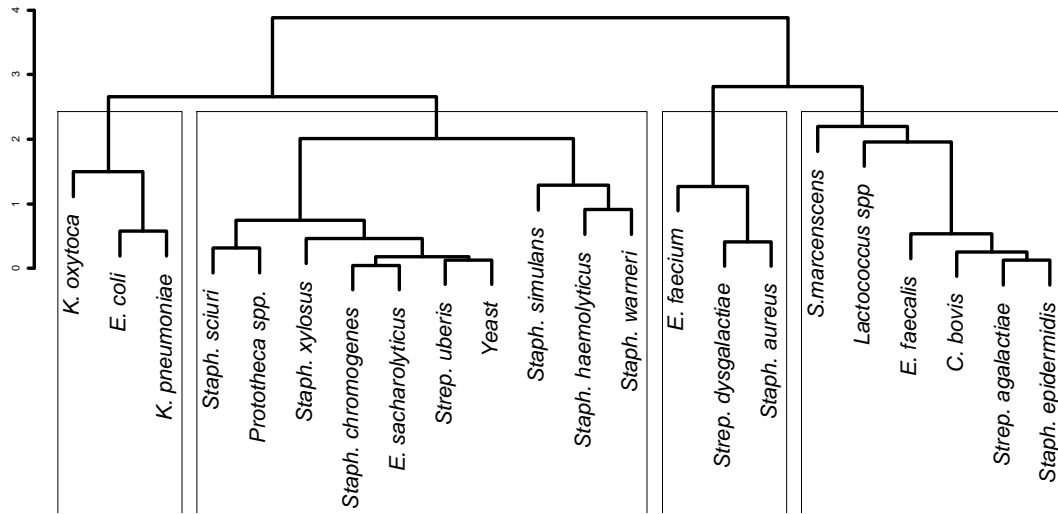 4
3
2
1
0
K. oxytoca
E. coli
K. pneumoniae
Staph. sciuri
Prototheca spp.
Staph. xylosus
Staph. chromogenes
E. sacharolyticus
Strep. uberis
Yeast
Staph. simulans
Staph. haemolyticus
Staph. warneri
E. faecium
Strep. dysgalactiae
Staph. aureus
S.marcenscens
Lactococcus spp
E. faecalis
C. bovis
Strep. agalactiae
Staph. epidermidis